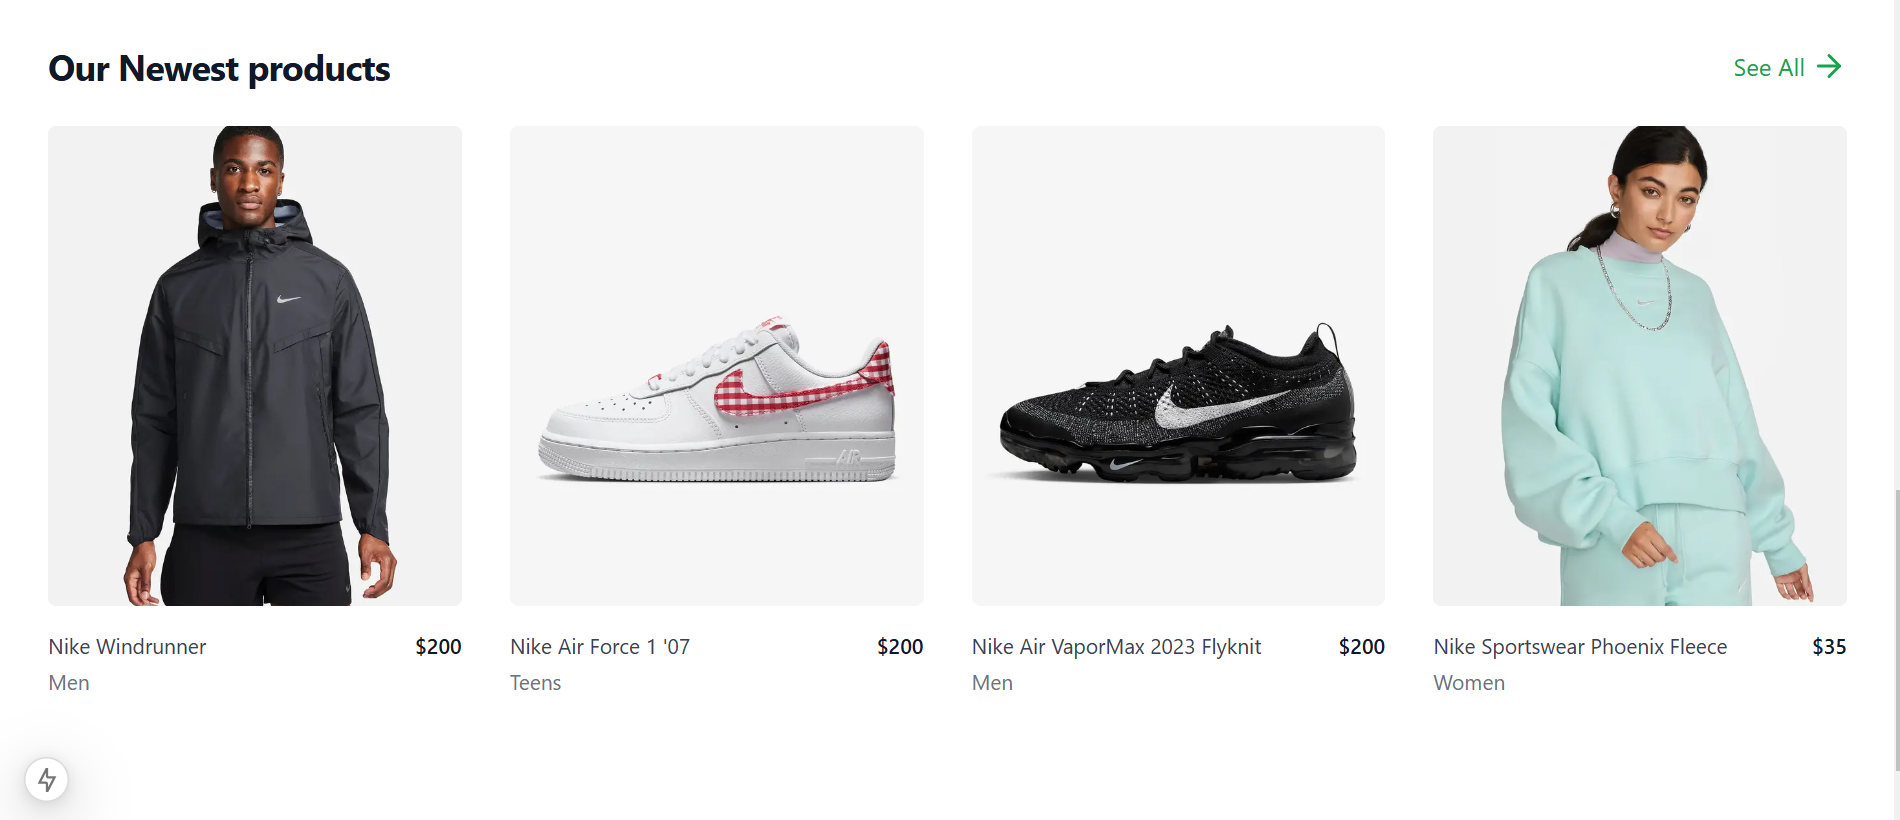 Our Newest products
See All
Nike Windrunner
$200
Men
Nike Air Force 1 '07
$200
Teens
Nike Air VaporMax 2023 Flyknit
$200
Men
Nike Sportswear Phoenix Fleece
$35
Women
AIR